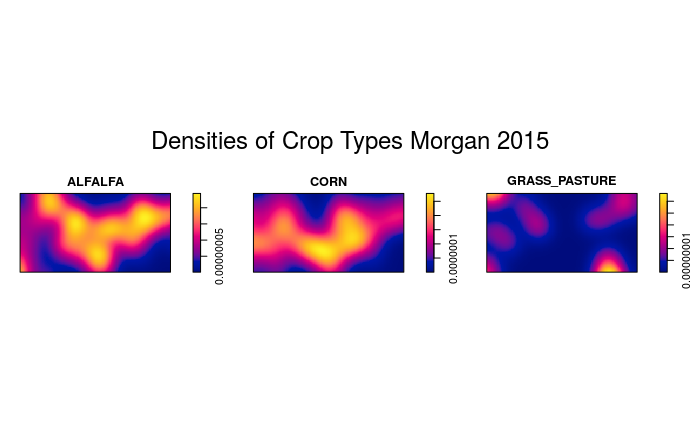 Densities of Crop Types Morgan 2015
ALFALFA
0.00000005
CORN
0.0000001
GRASS_PASTURE
0.00000001